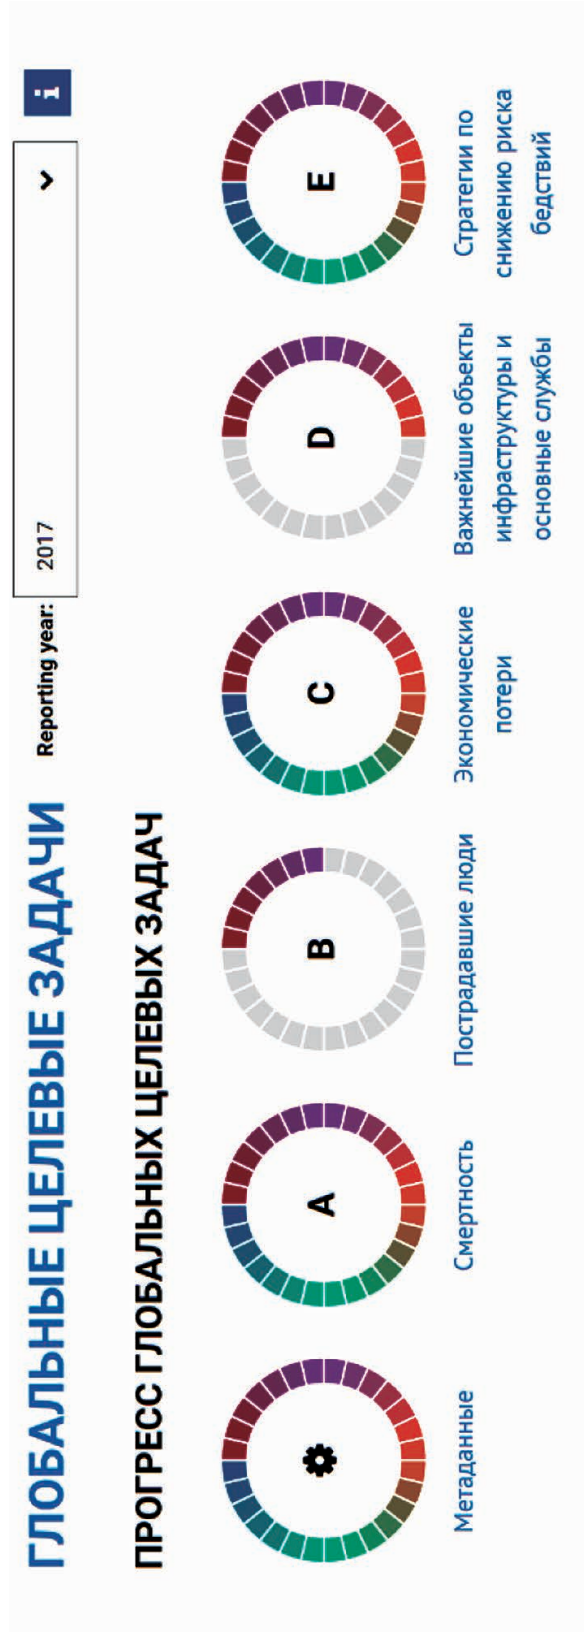 ГЛОБАЛЬНЫЕ ЦЕЛЕВЫЕ ЗАДАЧИ
Reporting year: 2017
i
ПРОГРЕСС ГЛОБАЛЬНЫХ ЦЕЛЕВЫХ ЗАДАЧ
A
B
C
D
E
Метаданные
Смертность
Пострадавшие люди
Экономические
потери
Важнейшие объекты
инфраструктуры и
основные службы
Стратегии по
снижению риска
бедствий